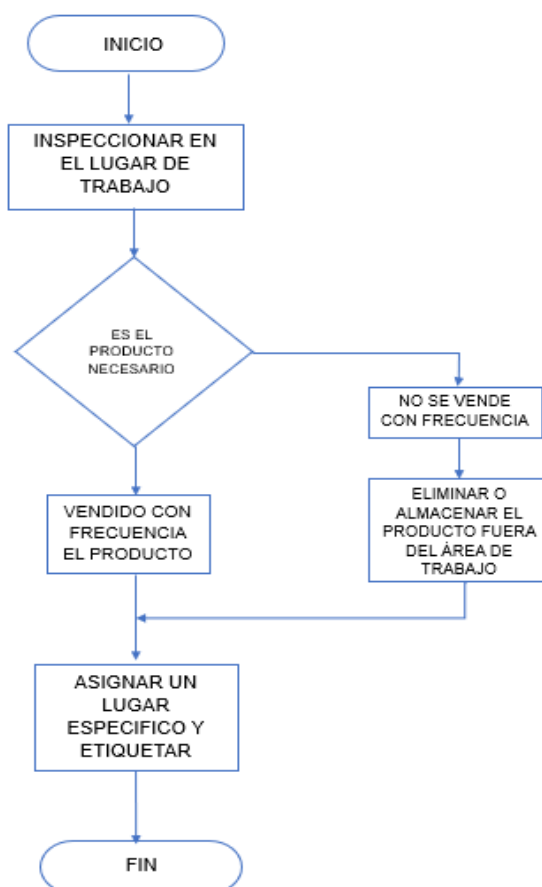 INICIO
INSPECCIONAR EN
EL LUGAR DE
TRABAJO
ES EL
PRODUCTO
NECESARIO
NO SE VENDE
CON FRECUENCIA
VENDIDO CON
FRECUENCIA
EL PRODUCTO
ELIMINAR O
ALMACENAR EL
PRODUCTO FUERA
DEL ÁREA DE
TRABAJO
ASIGNAR UN
LUGAR
ESPECIFICO Y
ETIQUETAR
FIN